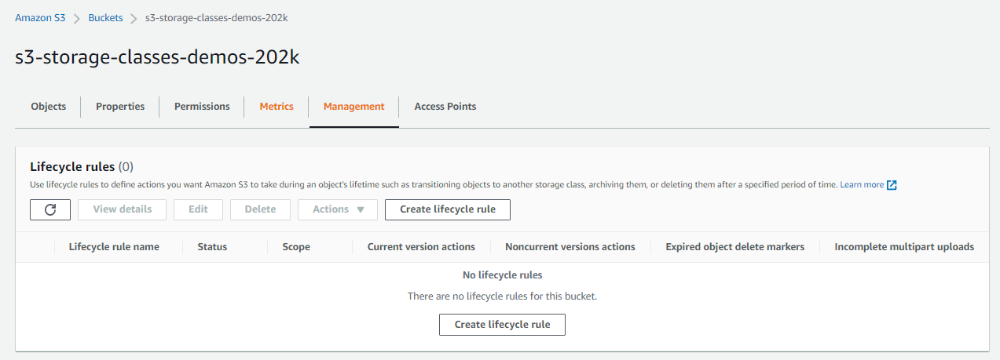 Amazon S3 > Buckets > s3-storage-classes-demos-202k
s3-storage-classes-demos-202k
Objects Properties Permissions Metrics Management Access Points
Lifecycle rules (0)
Use lifecycle rules to define actions you want Amazon S3 to take during an object's lifetime such as transitioning objects to another storage class, archiving them, or deleting them after a specified period of time. Learn more
View details Edit Delete Actions Create lifecycle rule
Lifecycle rule name Status Scope Current version actions Noncurrent versions actions Expired object delete markers Incomplete multipart uploads
No lifecycle rules
There are no lifecycle rules for this bucket.
Create lifecycle rule